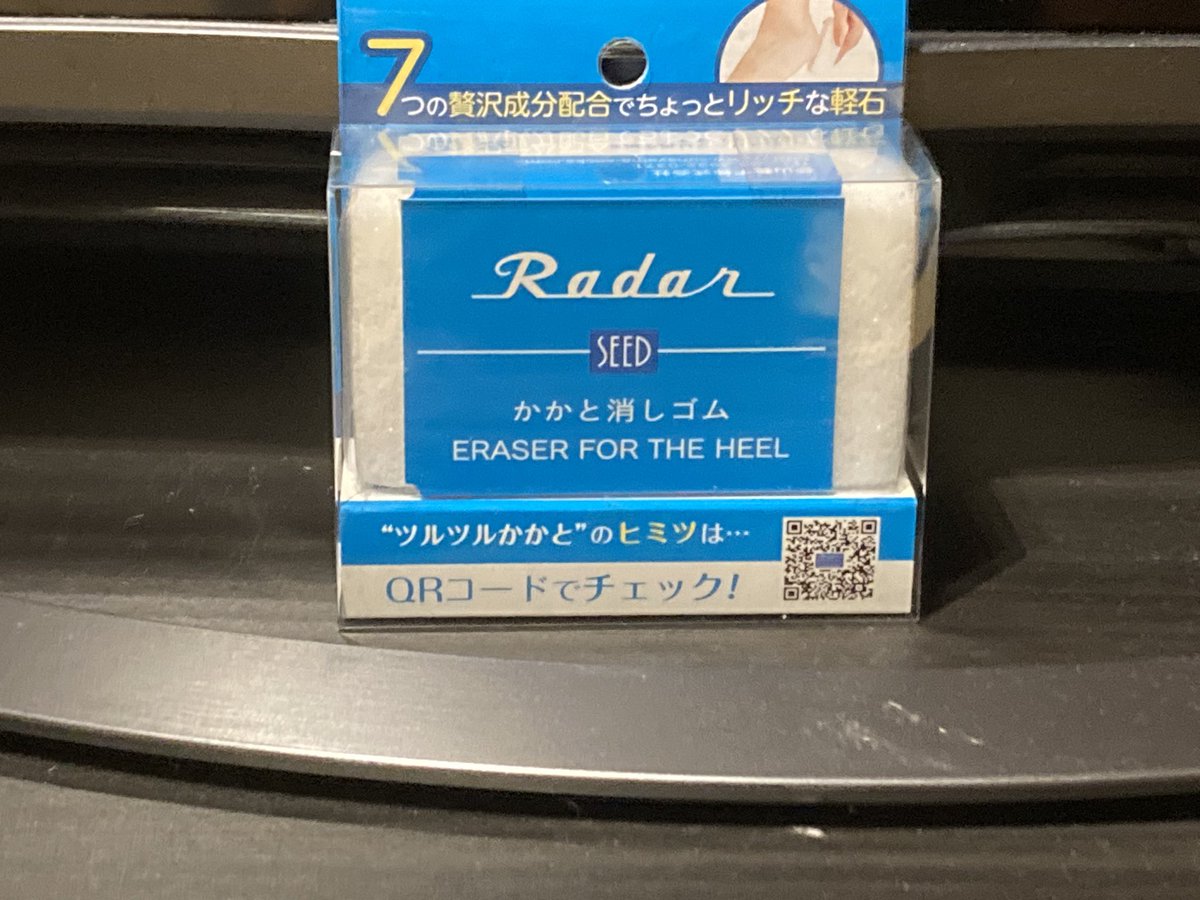 7つの贅沢成分配合でちょっとリッチな軽石
Radar
SEED
かかと消しゴム
ERASER FOR THE HEEL
“ツルツルかかと”のヒミツは…
QRコードでチェック!